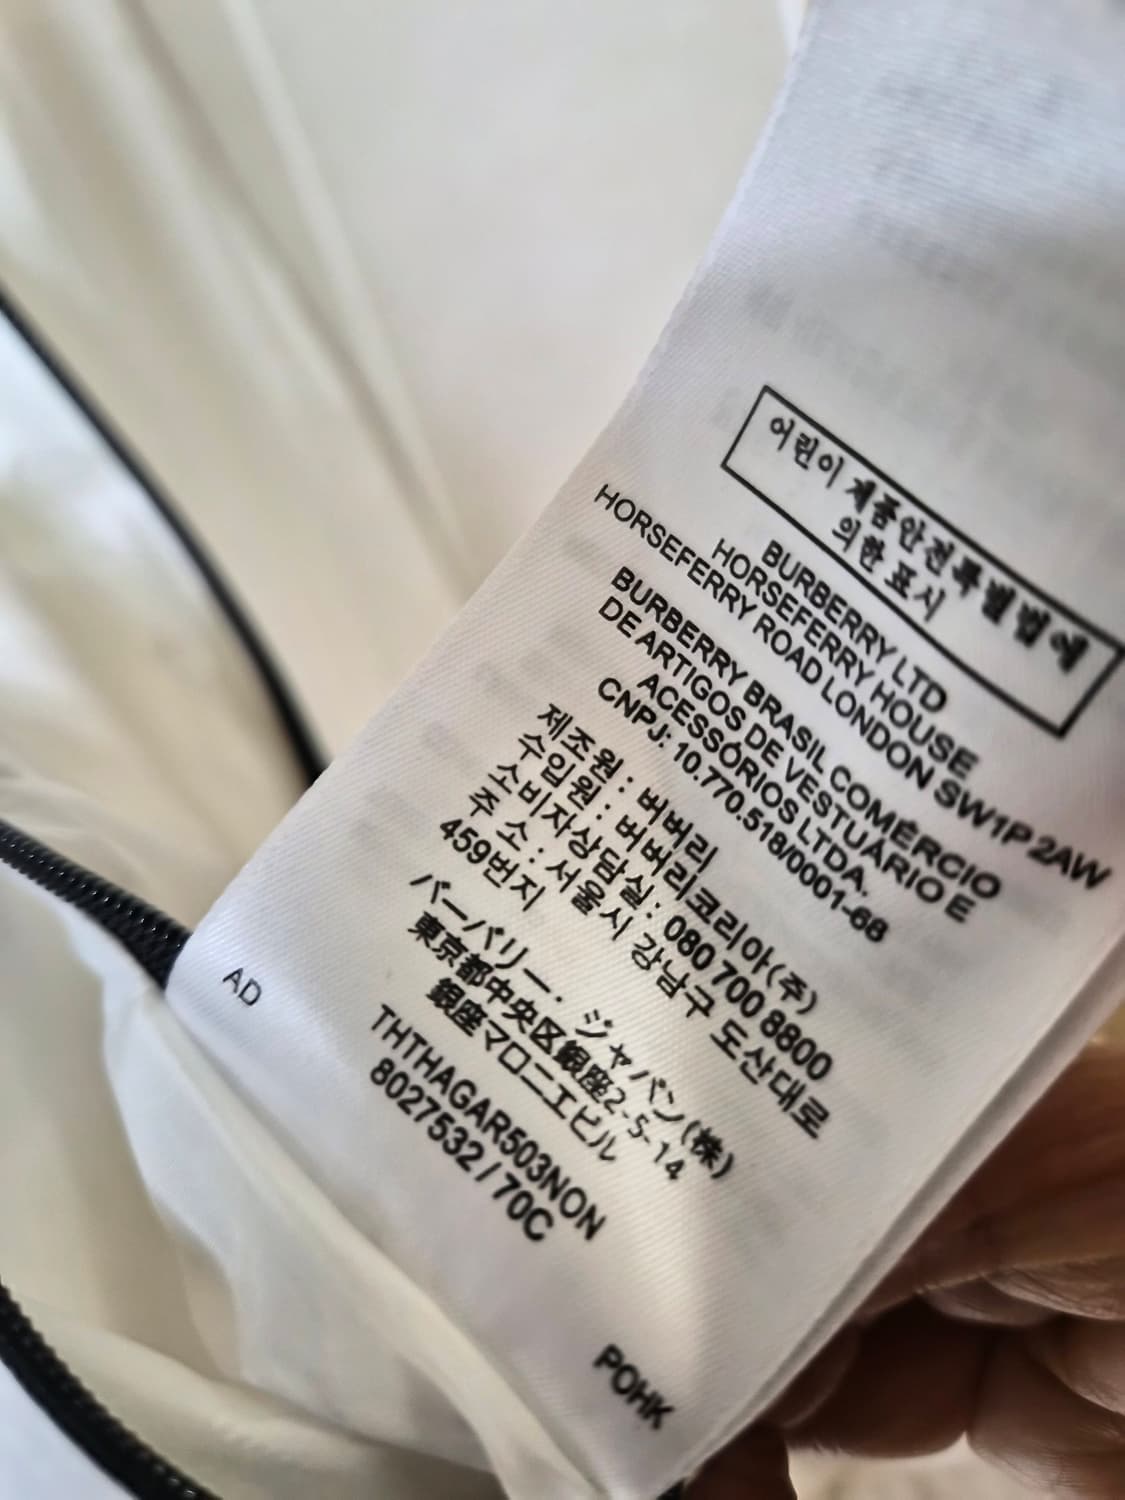 어린이 제품안전특별법에
의한 표시
BURBERRY LTD
HORSEFERRY HOUSE
HORSEFERRY ROAD LONDON SW1P 2AW
BURBERRY BRASIL COMÉRCIO
DE ARTIGOS DE VESTUÁRIO E
ACESSÓRIOS LTDA.
CNPJ: 10.770.518/0001-66
제조원 : 버버리
수입원 : 버버리코리아(주)
소비자상담실 : 080 700 8800
주 소 : 서울시 강남구 도산대로
459번지
バーバリー・ジャパン(株)
東京都中央区銀座2-5-14
銀座マロニエビル
THTHAGAR503NON
8027532 / 70C
AD
POHK